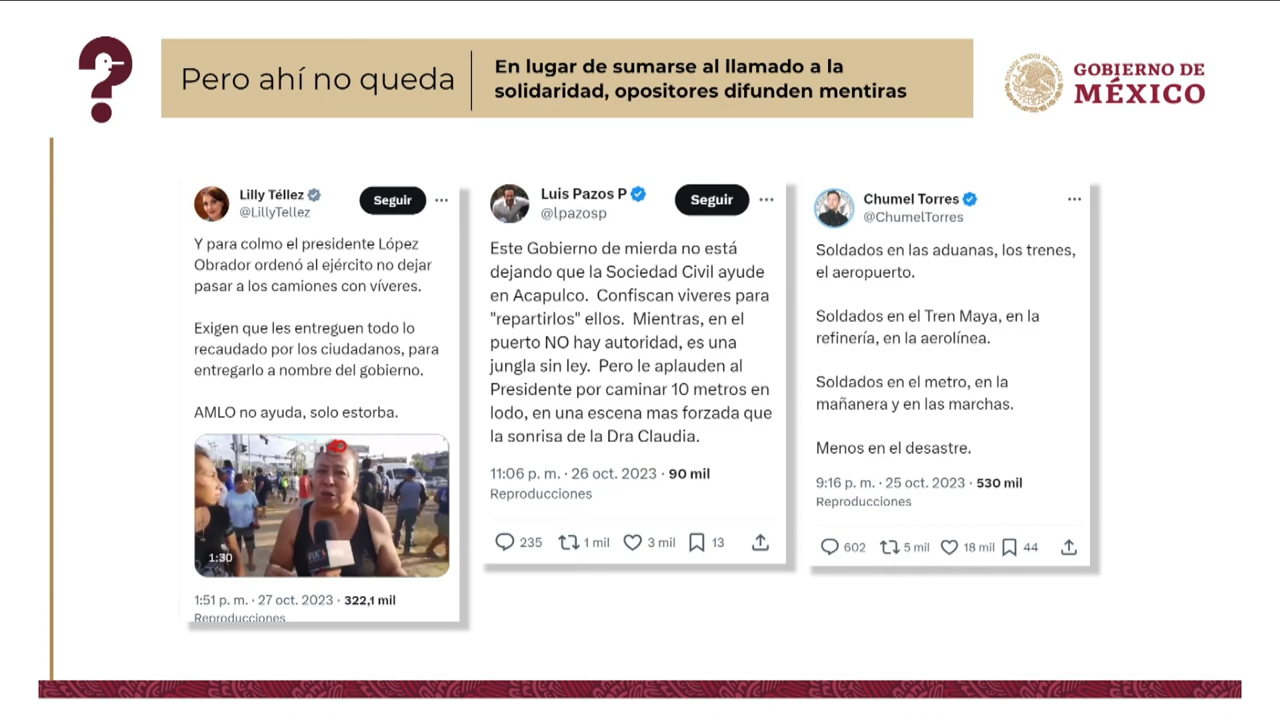 Pero ahí no queda
En lugar de sumarse al llamado a la
solidaridad, opositores difunden mentiras
GOBIERNO DE
MÉXICO
Lilly Téllez
@LillyTellez
Seguir
Y para colmo el presidente López
Obrador ordenó al ejército no dejar
pasar a los camiones con víveres.
Exigen que les entreguen todo lo
recaudado por los ciudadanos, para
entregarlo a nombre del gobierno.
AMLO no ayuda, solo estorba.
1:30
1:51 p. m. · 27 oct. 2023 · 322,1 mil
Reproducciones
Luis Pazos P
@lpazosp
Seguir
Este Gobierno de mierda no está
dejando que la Sociedad Civil ayude
en Acapulco. Confiscan viveres para
"repartirlos" ellos. Mientras, en el
puerto NO hay autoridad, es una
jungla sin ley. Pero le aplauden al
Presidente por caminar 10 metros en
lodo, en una escena mas forzada que
la sonrisa de la Dra Claudia.
11:06 p. m. · 26 oct. 2023 · 90 mil
Reproducciones
235 1 mil 3 mil 13
Chumel Torres
@ChumelTorres
Soldados en las aduanas, los trenes,
el aeropuerto.
Soldados en el Tren Maya, en la
refinería, en la aerolínea.
Soldados en el metro, en la
mañanera y en las marchas.
Menos en el desastre.
9:16 p. m. · 25 oct. 2023 · 530 mil
Reproducciones
602 5 mil 18 mil 44